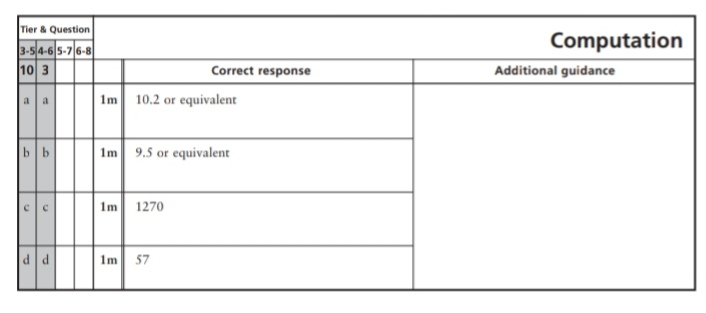 Tier & Question
Computation
3-5 4-6 5-7 6-8
10 3 Correct response Additional guidance
a a 1m 10.2 or equivalent
b b 1m 9.5 or equivalent
c c 1m 1270
d d 1m 57